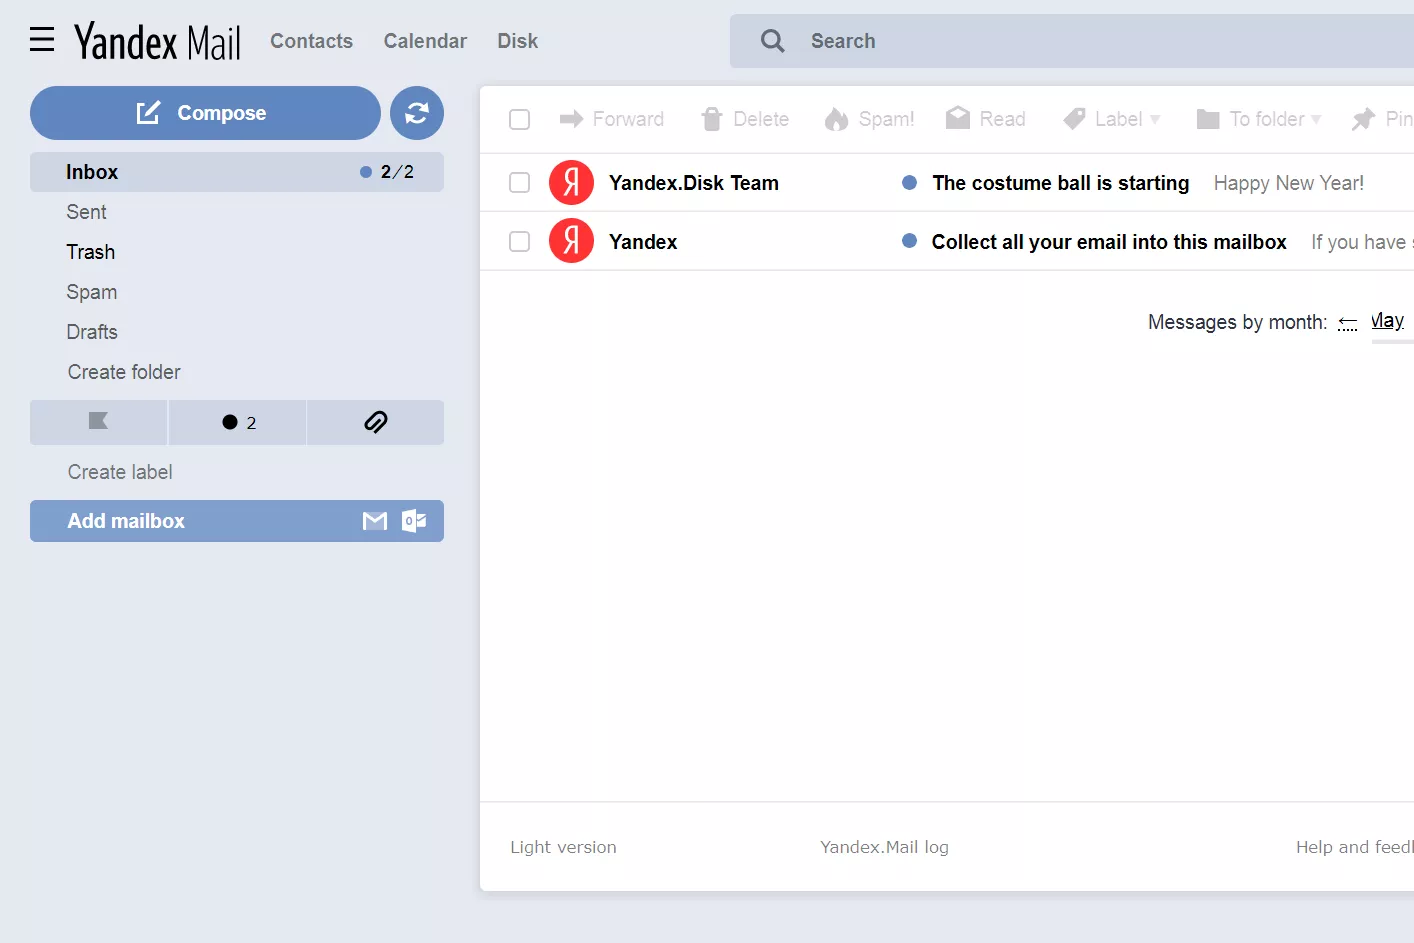 Yandex Mail Contacts Calendar Disk Search
Compose
Inbox 2/2
Sent
Trash
Spam
Drafts
Create folder
2
Create label
Add mailbox
Forward Delete Spam! Read Label To folder Pin
Я Yandex.Disk Team The costume ball is starting Happy New Year!
Я Yandex Collect all your email into this mailbox If you have
Messages by month: ← May
Light version Yandex.Mail log Help and